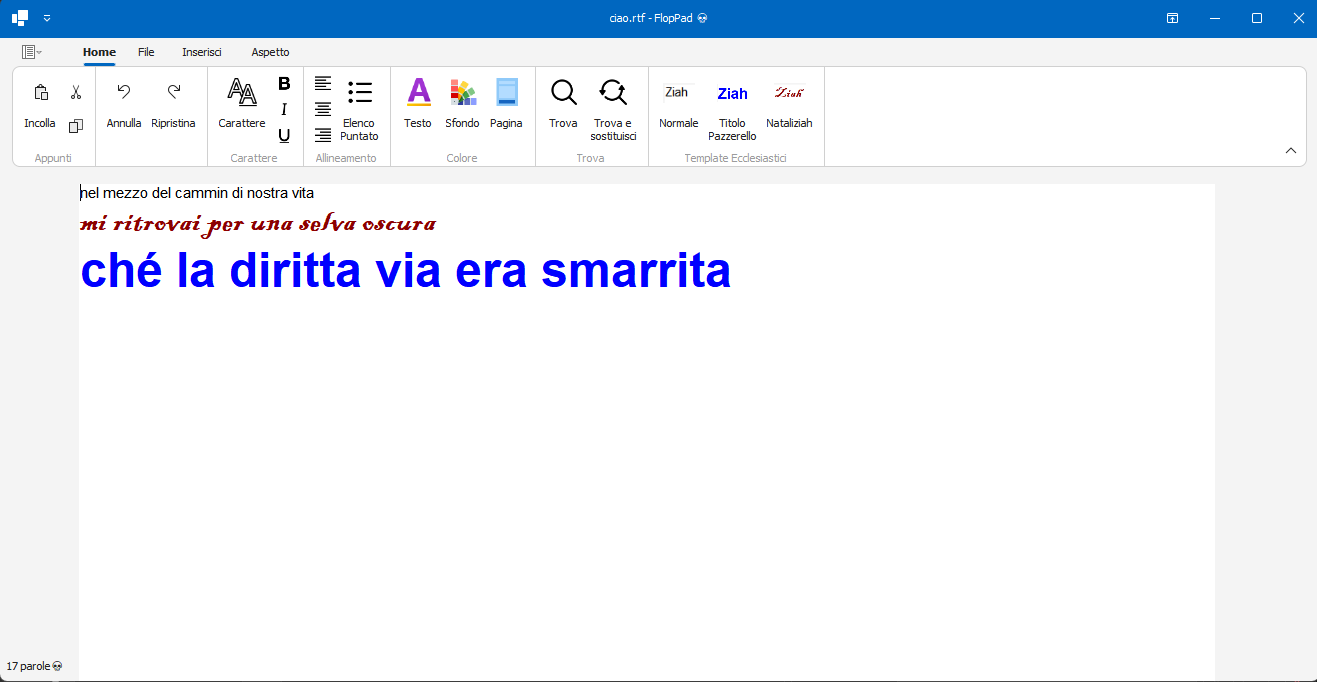 ciao.rtf - FlopPad 💀
Home File Inserisci Aspetto
Incolla
Appunti
Annulla Ripristina
Carattere
B
I
U
Carattere
Elenco Puntato
Allineamento
A
Testo Sfondo Pagina
Colore
Trova
Trova e sostituisci
Trova
Ziah
Normale
Ziah
Titolo Pazzerello
Ziah
Nataliziah
Template Ecclesiastici
nel mezzo del cammin di nostra vita
mi ritrovai per una selva oscura
ché la diritta via era smarrita
17 parole💀